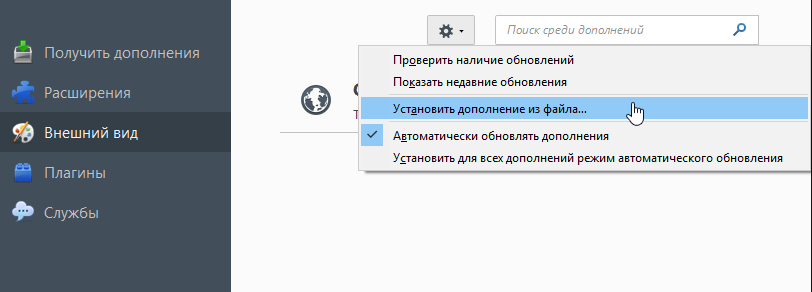 Поиск среди дополнений
Получить дополнения
Расширения
Внешний вид
Плагины
Службы
Проверить наличие обновлений
Показать недавние обновления
Установить дополнение из файла...
Автоматически обновлять дополнения
Установить для всех дополнений режим автоматического обновления